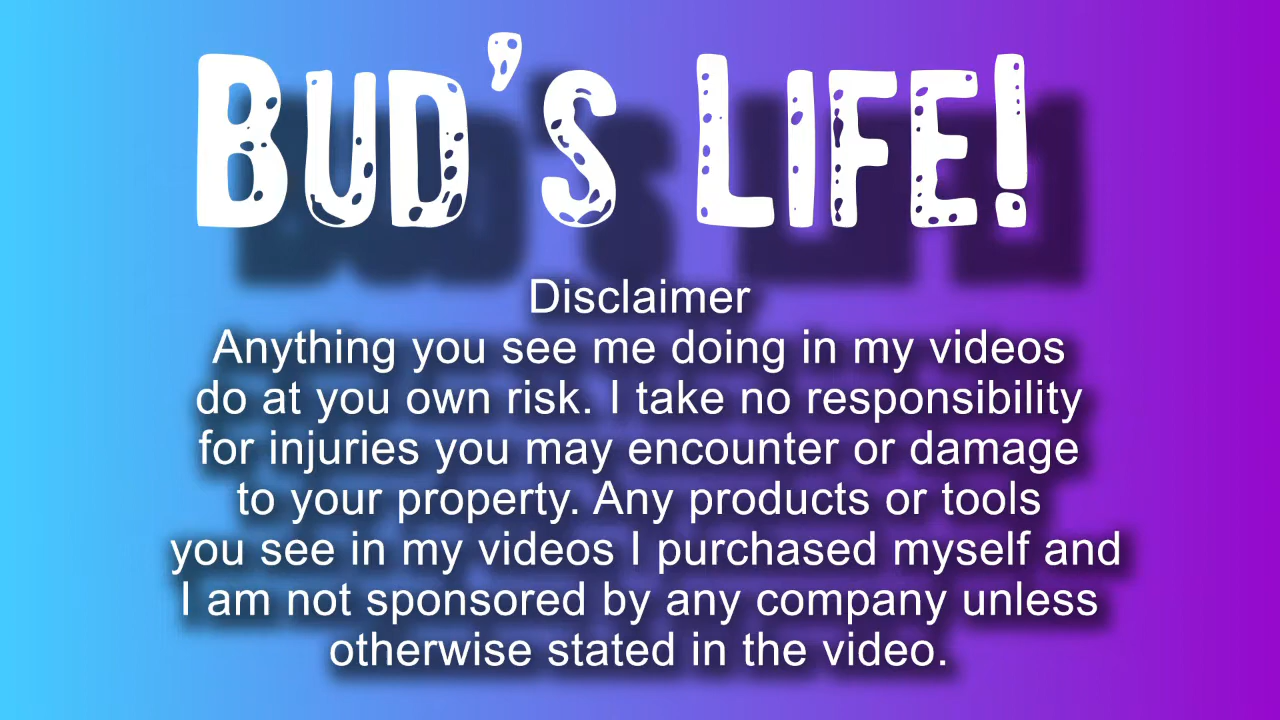 Bud's Life!
Disclaimer
Anything you see me doing in my videos
do at you own risk. I take no responsibility
for injuries you may encounter or damage
to your property. Any products or tools
you see in my videos I purchased myself and
I am not sponsored by any company unless
otherwise stated in the video.